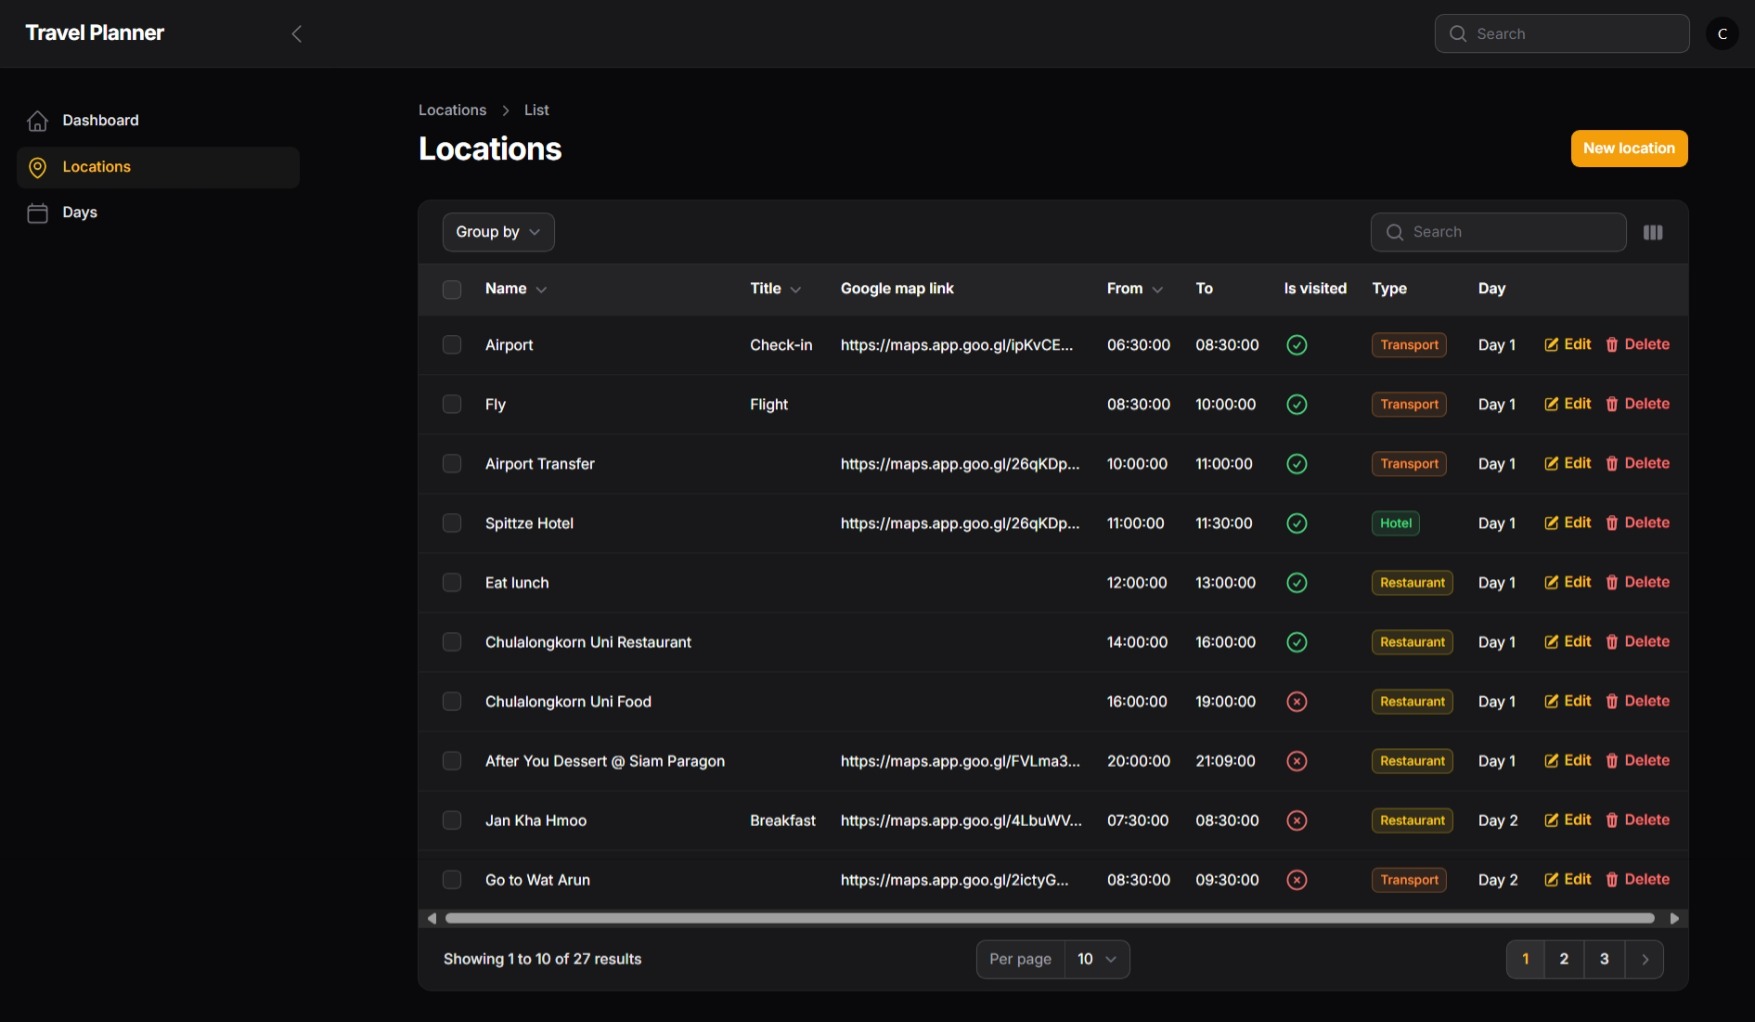 Travel Planner
Search
C
Dashboard
Locations
Days
Locations > List
Locations
New location
Group by
Search
Name Title Google map link From To Is visited Type Day
Airport Check-in https://maps.app.goo.gl/ipKvCE... 06:30:00 08:30:00 Transport Day 1 Edit Delete
Fly Flight 08:30:00 10:00:00 Transport Day 1 Edit Delete
Airport Transfer https://maps.app.goo.gl/26qKDp... 10:00:00 11:00:00 Transport Day 1 Edit Delete
Spittze Hotel https://maps.app.goo.gl/26qKDp... 11:00:00 11:30:00 Hotel Day 1 Edit Delete
Eat lunch 12:00:00 13:00:00 Restaurant Day 1 Edit Delete
Chulalongkorn Uni Restaurant 14:00:00 16:00:00 Restaurant Day 1 Edit Delete
Chulalongkorn Uni Food 16:00:00 19:00:00 Restaurant Day 1 Edit Delete
After You Dessert @ Siam Paragon https://maps.app.goo.gl/FVLma3... 20:00:00 21:09:00 Restaurant Day 1 Edit Delete
Jan Kha Hmoo Breakfast https://maps.app.goo.gl/4LbuWV... 07:30:00 08:30:00 Restaurant Day 2 Edit Delete
Go to Wat Arun https://maps.app.goo.gl/2ictyG... 08:30:00 09:30:00 Transport Day 2 Edit Delete
Showing 1 to 10 of 27 results
Per page 10
1 2 3